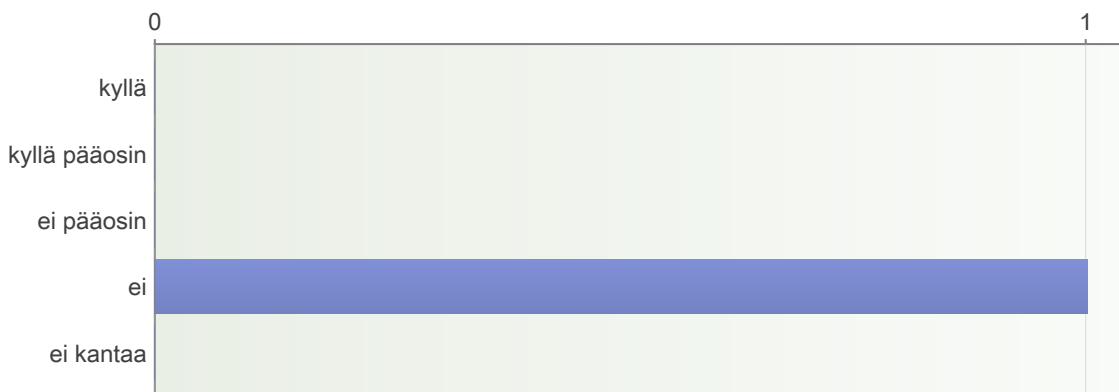 0 1
kyllä
kyllä pääosin
ei pääosin
ei
ei kantaa